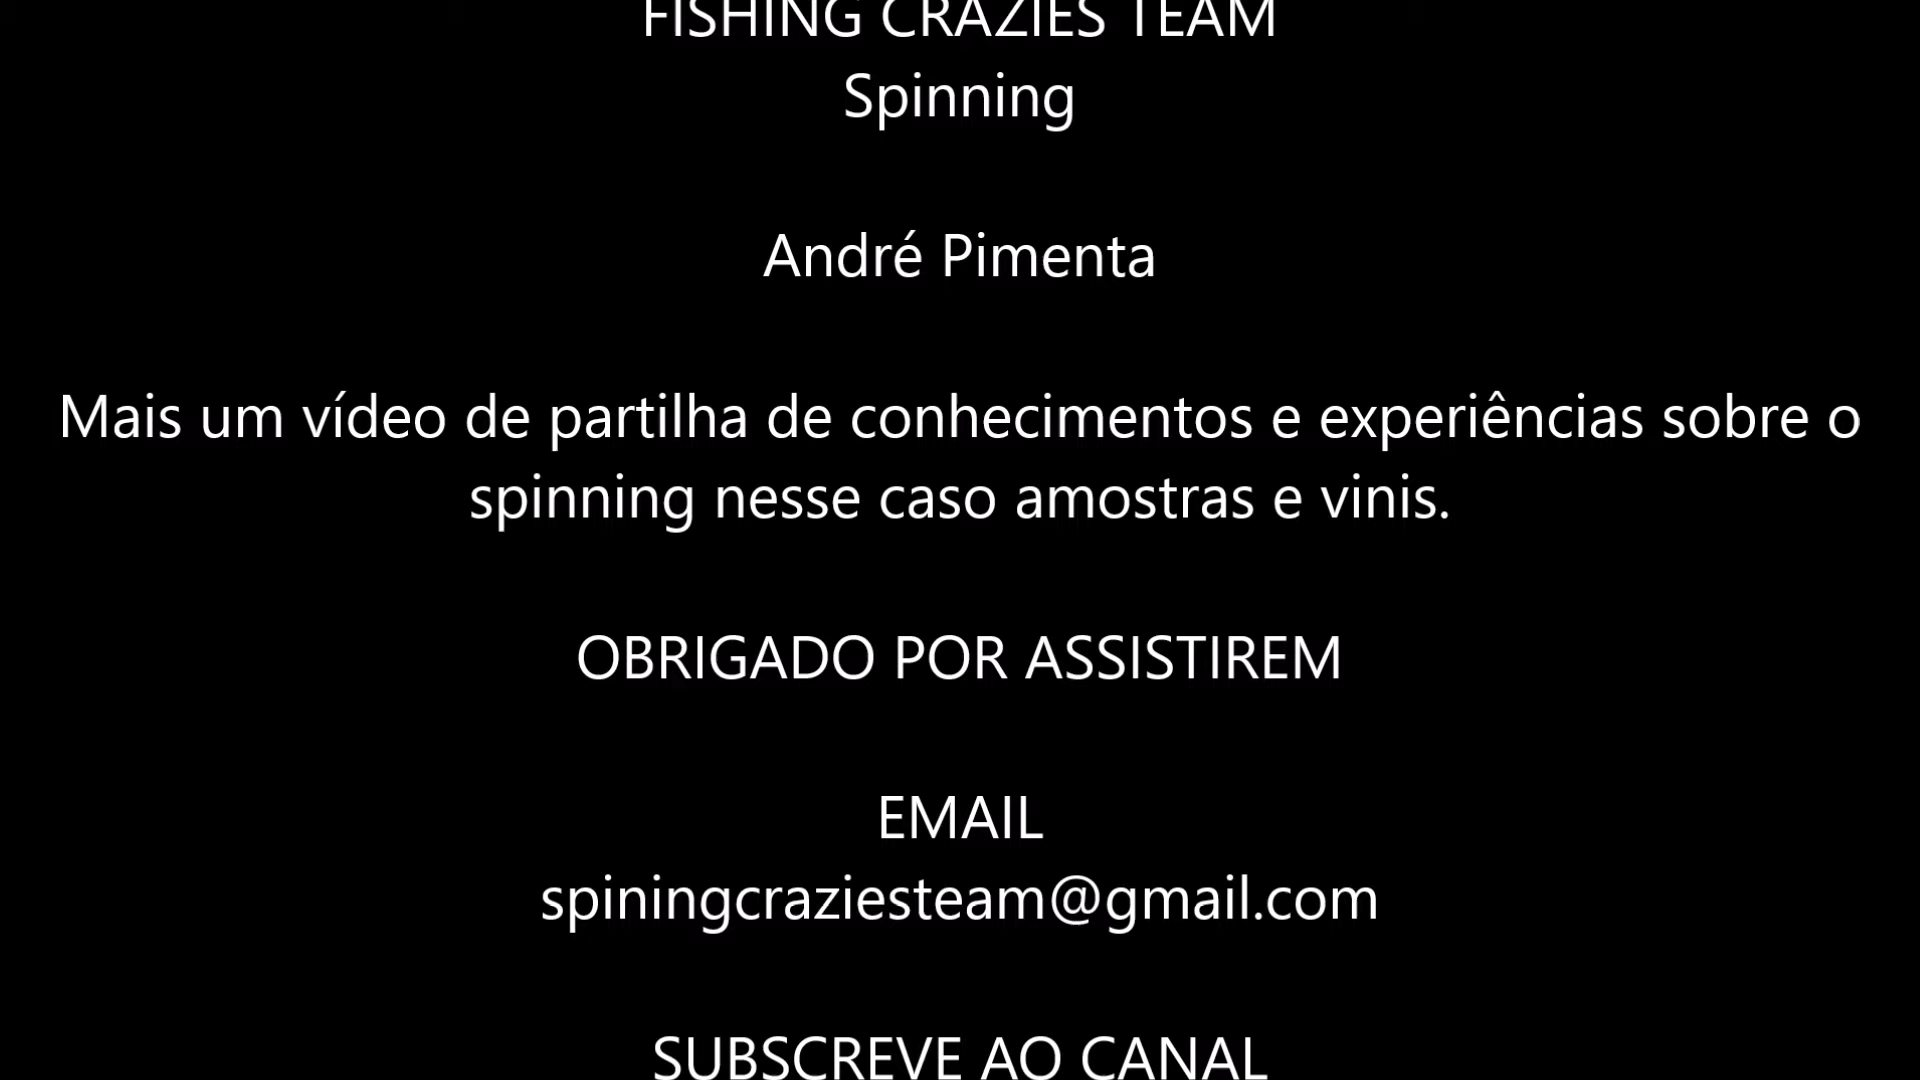 FISHING CRAZIES TEAM
Spinning
André Pimenta
Mais um vídeo de partilha de conhecimentos e experiências sobre o
spinning nesse caso amostras e vinis.
OBRIGADO POR ASSISTIREM
EMAIL
spiningcraziesteam@gmail.com
SUBSCREVE AO CANAL